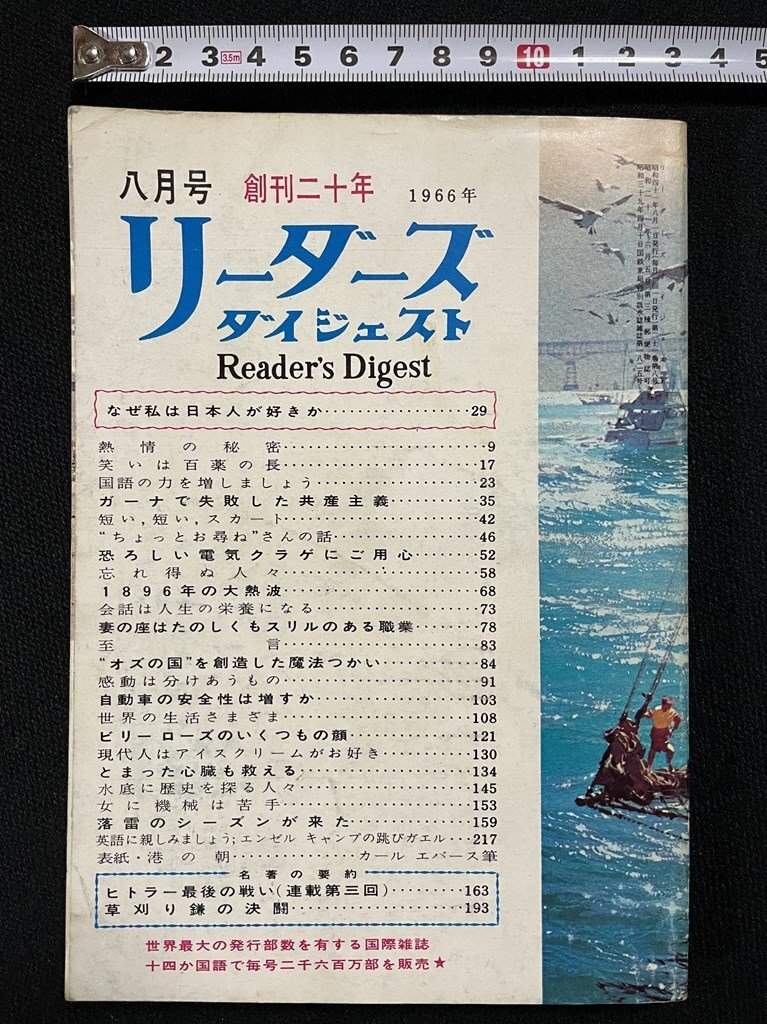 2 3 3.5m 4 5 6 7 8 9 10 1 2 3 4 5
八月号 創刊二十年 1966年
リーダーズ
ダイジェスト
Reader's Digest
なぜ私は日本人が好きか…………………29
熱情の秘密…………………9
笑いは百薬の長…………………17
国語の力を増しましょう…………………23
ガーナで失敗した共産主義…………………35
短い,短い,スカート…………………42
“ちょっとお尋ね”さんの話…………………46
恐ろしい電気クラゲにご用心…………………52
忘れ得ぬ人々…………………58
1896年の大熱波…………………68
会話は人生の栄養になる…………………73
妻の座はたのしくもスリルのある職業…………………78
至言…………………83
“オズの国”を創造した魔法つかい…………………84
感動は分けあうもの…………………91
自動車の安全性は増すか…………………103
世界の生活さまざま…………………108
ビリー ローズのいくつもの顔…………………121
現代人はアイスクリームがお好き…………………130
とまった心臓も救える…………………134
水底に歴史を探る人々…………………145
女に機械は苦手…………………153
落雷のシーズンが来た…………………159
英語に親しみましょう;エンゼル キャンプの跳びガエル…217
表紙・港の朝…………………カール エバース筆
名著の要約
ヒトラー最後の戦い(連載第三回)…………………163
草刈り鎌の決闘…………………193
世界最大の発行部数を有する国際雑誌
十四か国語で毎号二千六百万部を販売★